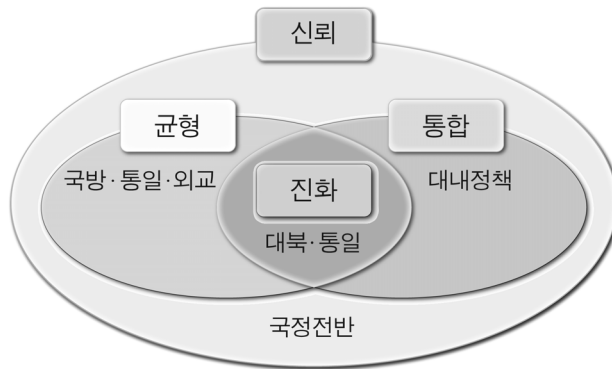 신뢰
균형
통합
국방·통일·외교
진화
대내정책
대북·통일
국정전반